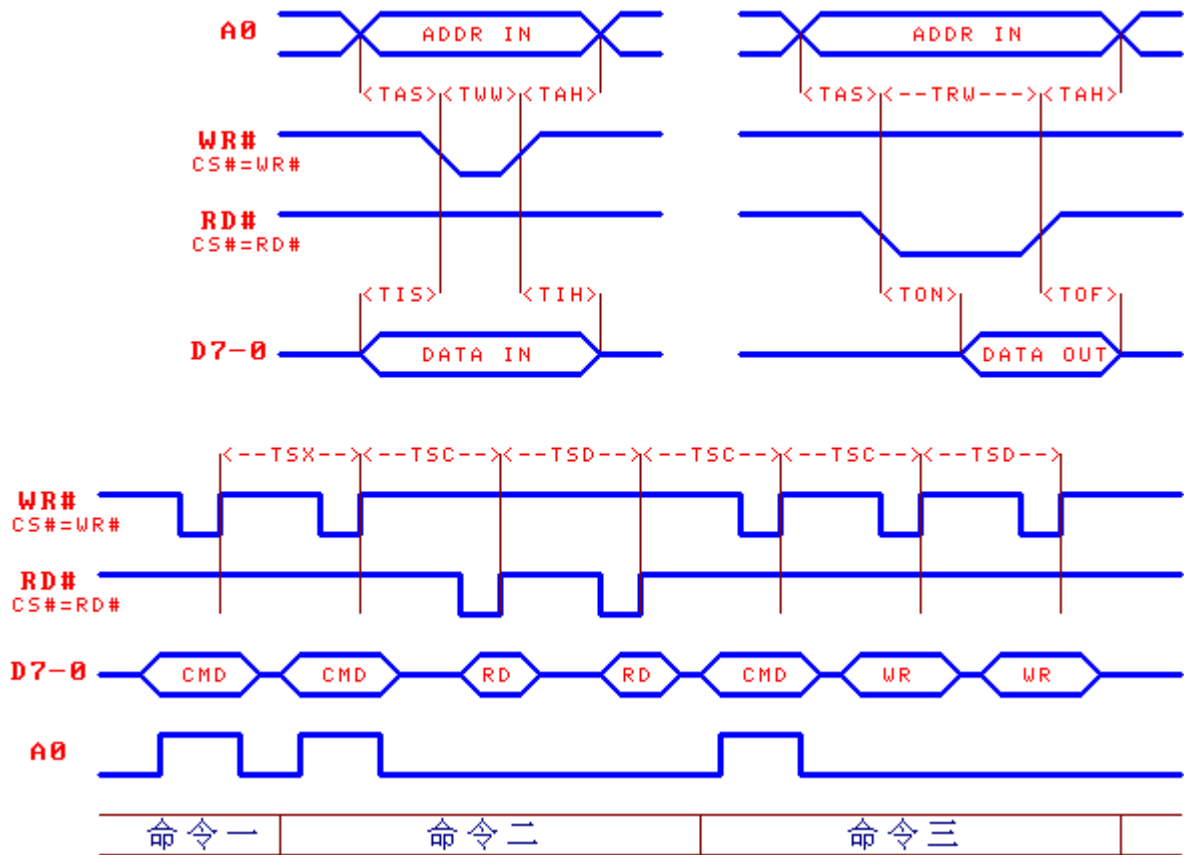 A0 ADDR IN ADDR IN
<TAS><TWW><TAH> <TAS><--TRW---><TAH>
WR#
CS#=WR#
RD#
CS#=RD#
<TIS> <TIH> <TON> <TOF>
D7-0 DATA IN DATA OUT
<--TSX---><--TSC--><--TSD--><--TSC--><--TSC--><--TSD-->
WR#
CS#=WR#
RD#
CS#=RD#
D7-0 CMD CMD RD RD CMD WR WR
A0
命令一 命令二 命令三